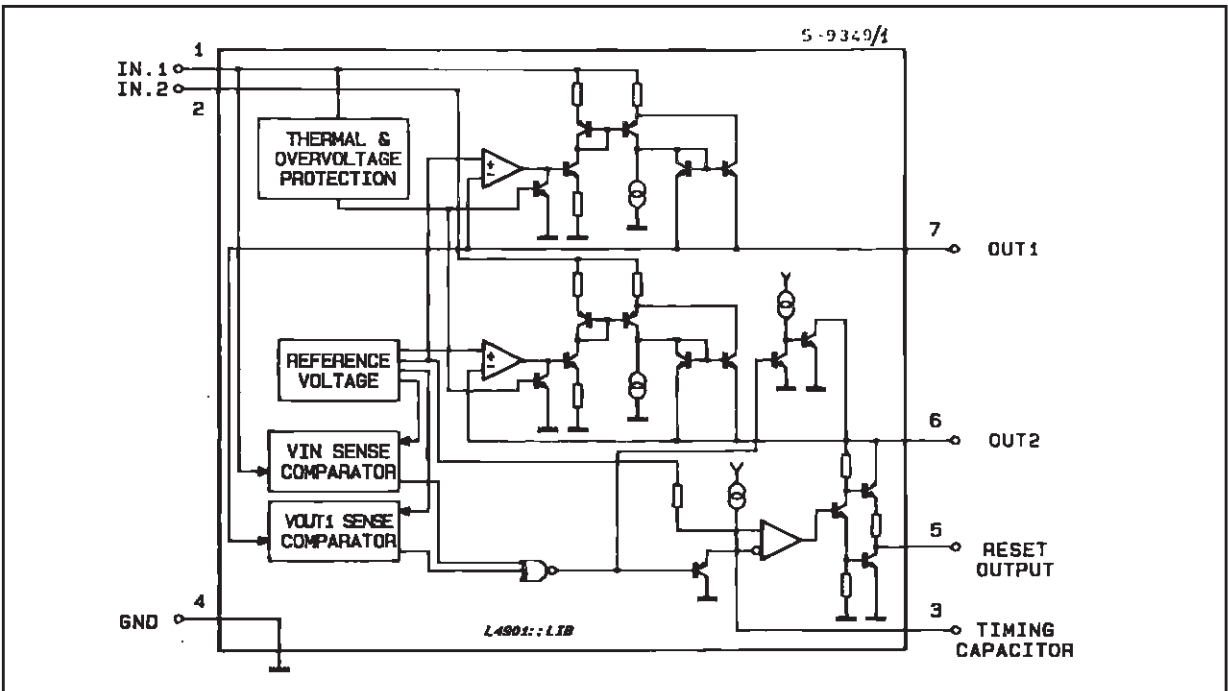 S-9349/1
1
IN.1
IN.2
2
THERMAL &
OVERVOLTAGE
PROTECTION
+
-
7
OUT1
REFERENCE
VOLTAGE
+
-
6
OUT2
VIN SENSE
COMPARATOR
VOUT1 SENSE
COMPARATOR
5
RESET
OUTPUT
4
GND
L4901::LIB
3
TIMING
CAPACITOR